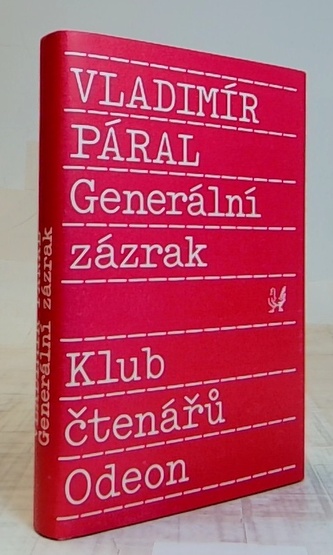 VLADIMÍR
PÁRAL
Generální
zázrak
Klub
čtenářů
Odeon
Generální zázrak